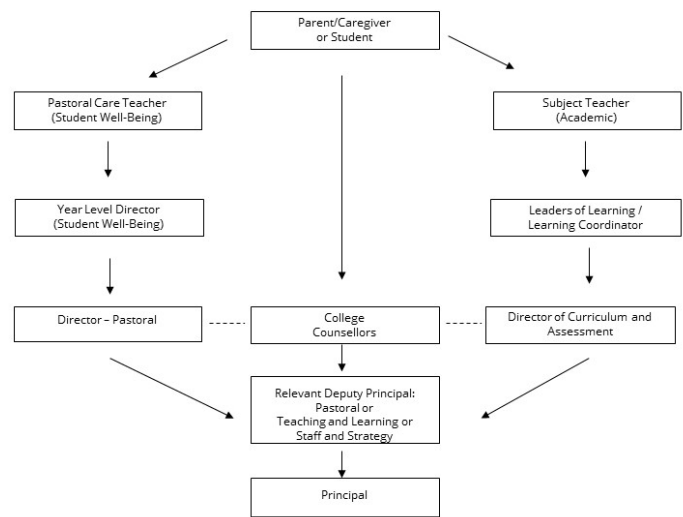 Parent/Caregiver
or Student
Pastoral Care Teacher
(Student Well-Being)
Subject Teacher
(Academic)
Year Level Director
(Student Well-Being)
Leaders of Learning /
Learning Coordinator
Director – Pastoral
College
Counsellors
Director of Curriculum and
Assessment
Relevant Deputy Principal:
Pastoral or
Teaching and Learning or
Staff and Strategy
Principal